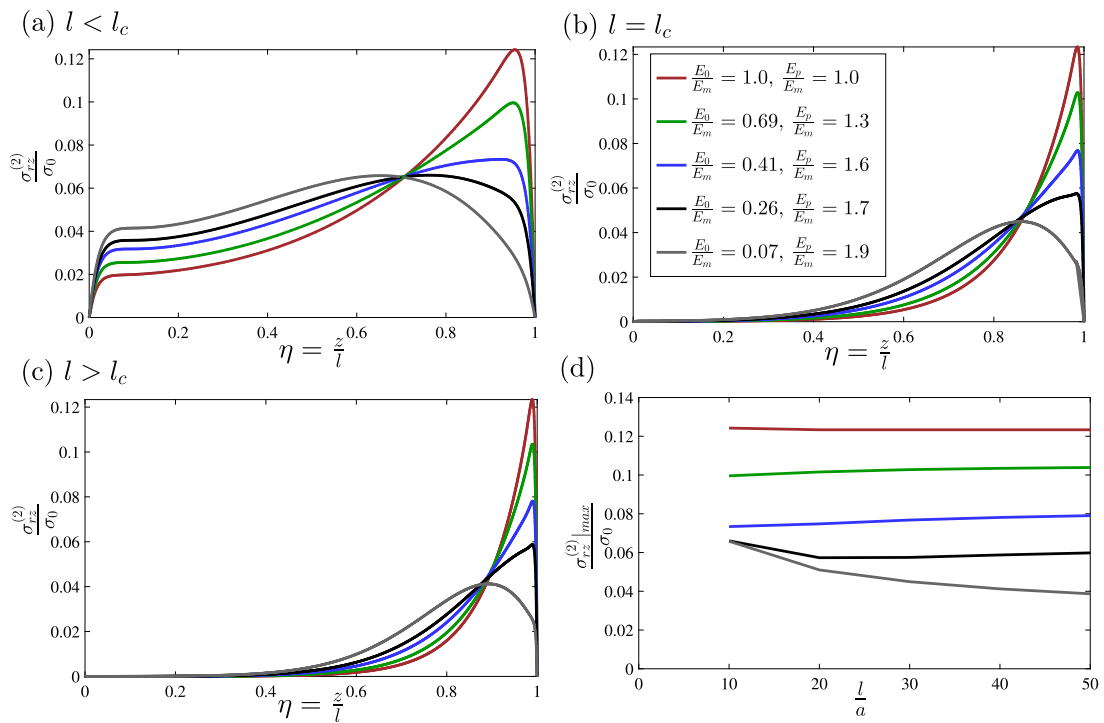 (a) l < l_c
0.12
0.1
0.08
0.06
0.04
0.02
0
σ_rz^(2)/σ_0
0 0.2 0.4 0.6 0.8 1
η = z/l
(b) l = l_c
0.12
0.1
0.08
0.06
0.04
0.02
0
σ_rz^(2)/σ_0
E_0/E_m = 1.0, E_p/E_m = 1.0
E_0/E_m = 0.69, E_p/E_m = 1.3
E_0/E_m = 0.41, E_p/E_m = 1.6
E_0/E_m = 0.26, E_p/E_m = 1.7
E_0/E_m = 0.07, E_p/E_m = 1.9
0 0.2 0.4 0.6 0.8 1
η = z/l
(c) l > l_c
0.12
0.1
0.08
0.06
0.04
0.02
0
σ_rz^(2)/σ_0
0 0.2 0.4 0.6 0.8 1
η = z/l
(d)
0.14
0.12
0.1
0.08
0.06
0.04
0.02
0
σ_rz^(2)|max/σ_0
0 10 20 30 40 50
l/a